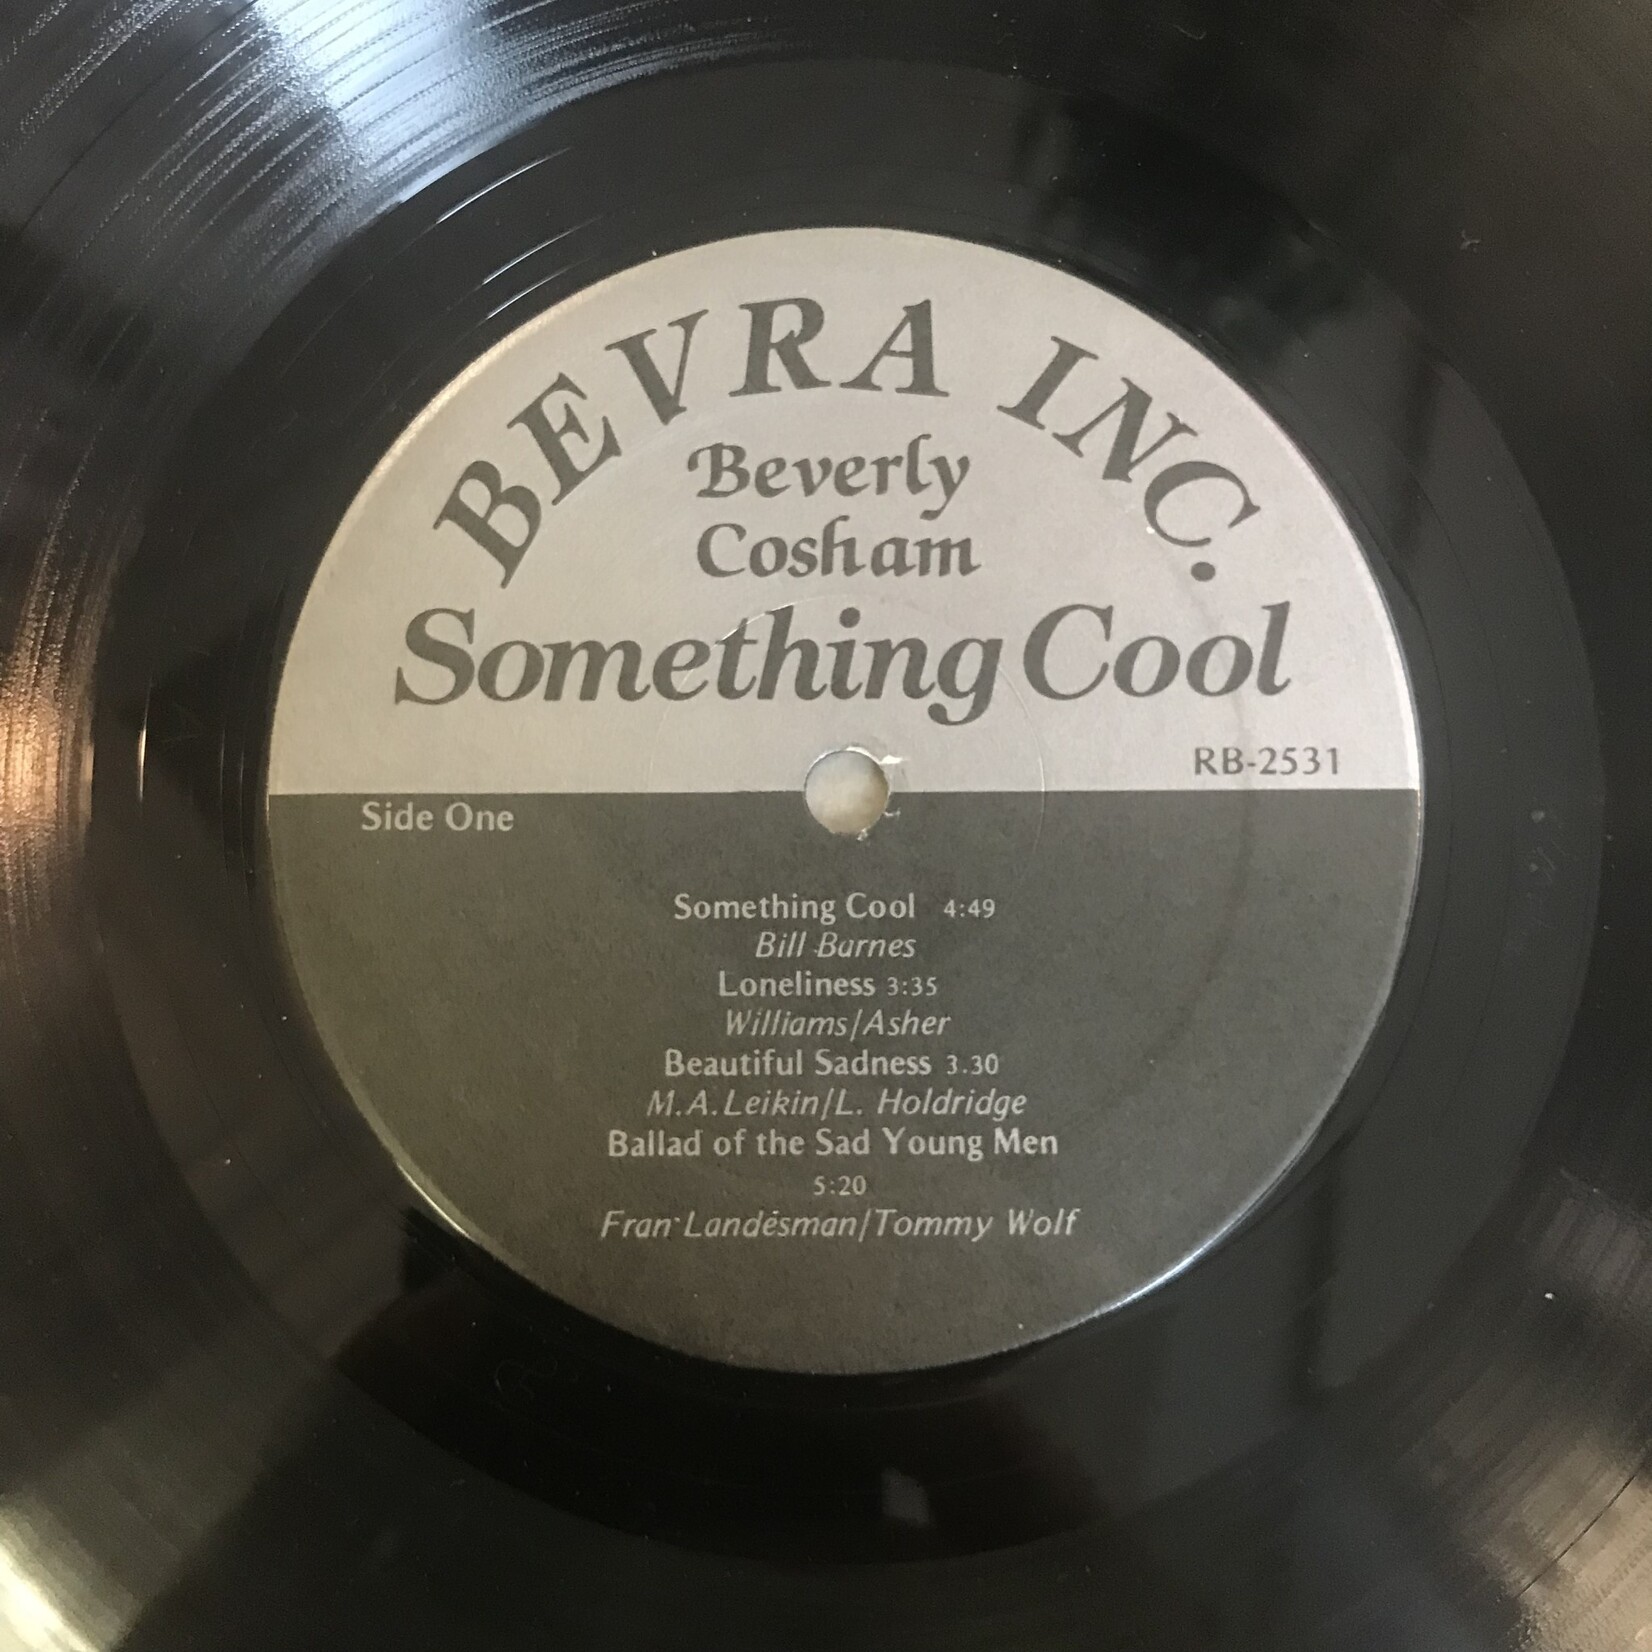 BEVRA INC.
Beverly
Cosham
Something Cool
RB-2531
Side One
Something Cool 4:49
Bill Barnes
Loneliness 3:35
Williams/Asher
Beautiful Sadness 3.30
M.A.Leikin/L. Holdridge
Ballad of the Sad Young Men
5:20
Fran Landesman/Tommy Wolf